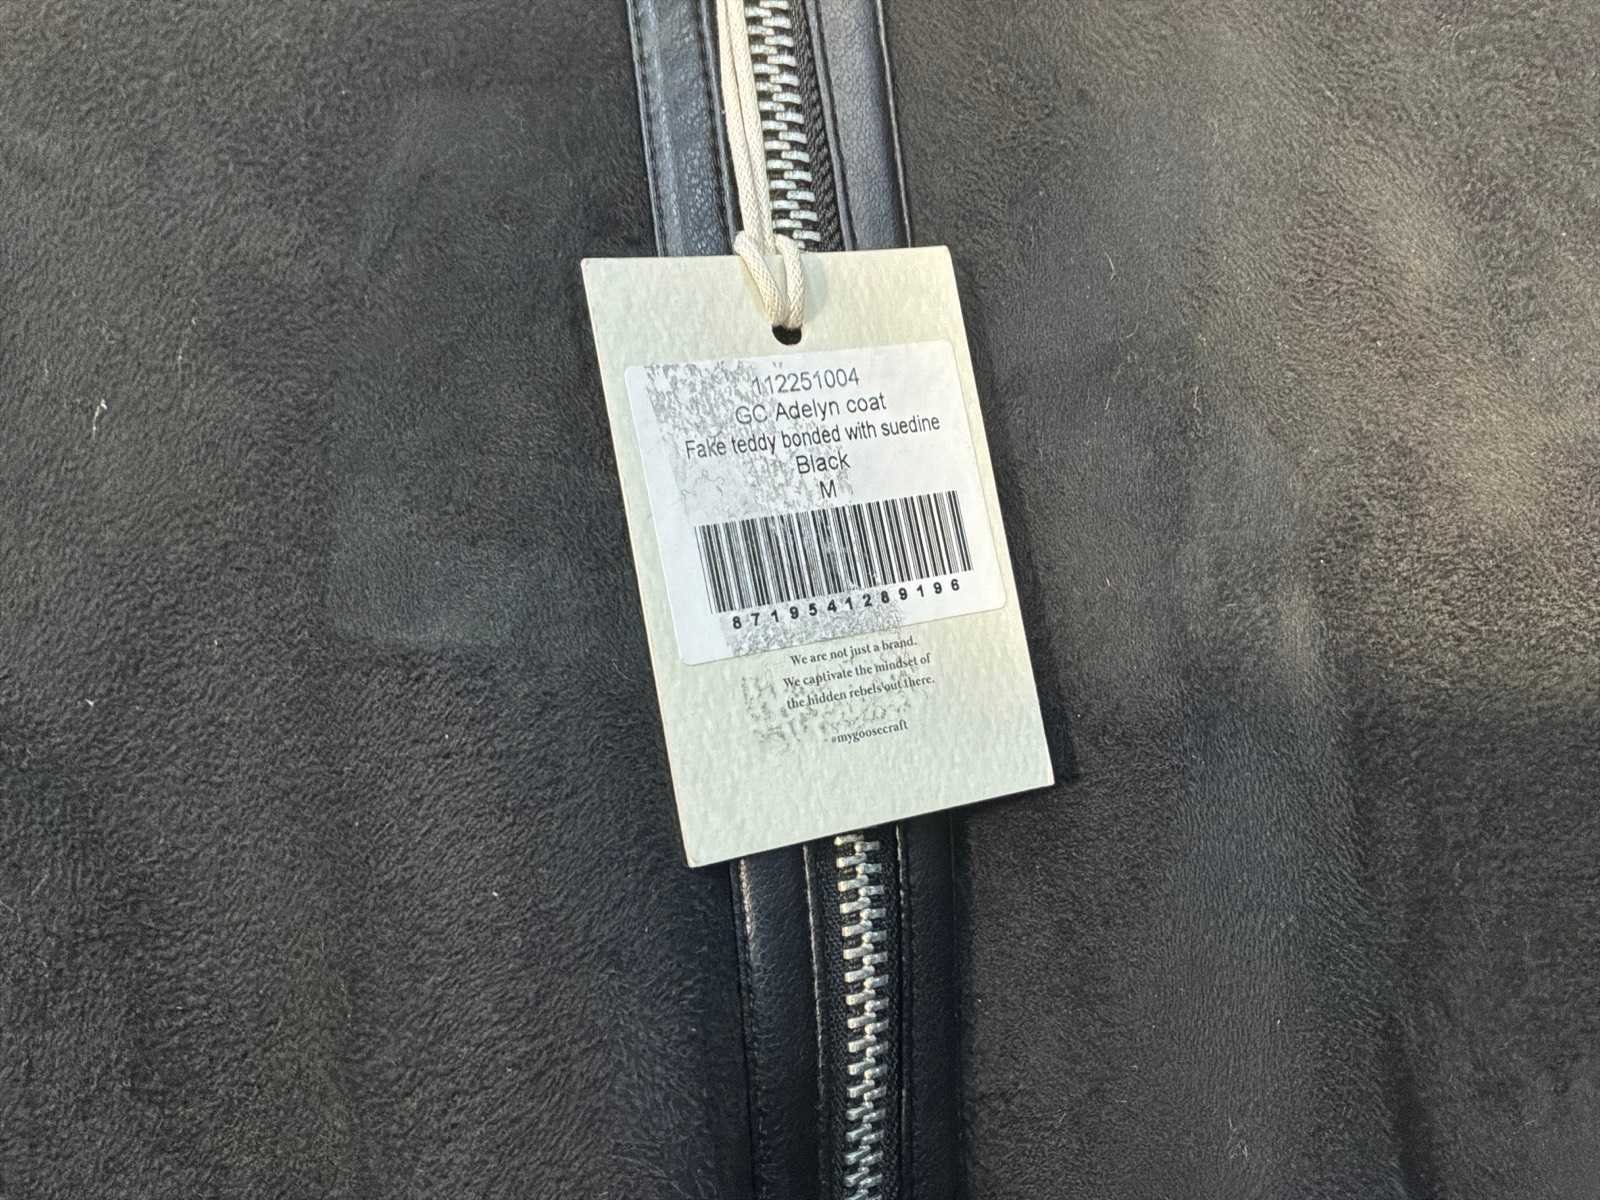 112251004
GC Adelyn coat
Fake teddy bonded with suedine
Black
M
8719541289196
We are not just a brand.
We captivate the mindset of
the hidden rebels out there.
#mygoosecraft